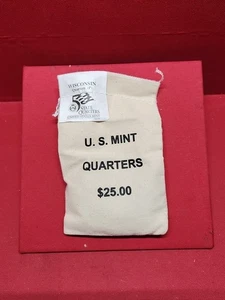 WISCONSIN
U.S. MINT
QUARTERS
$25.00